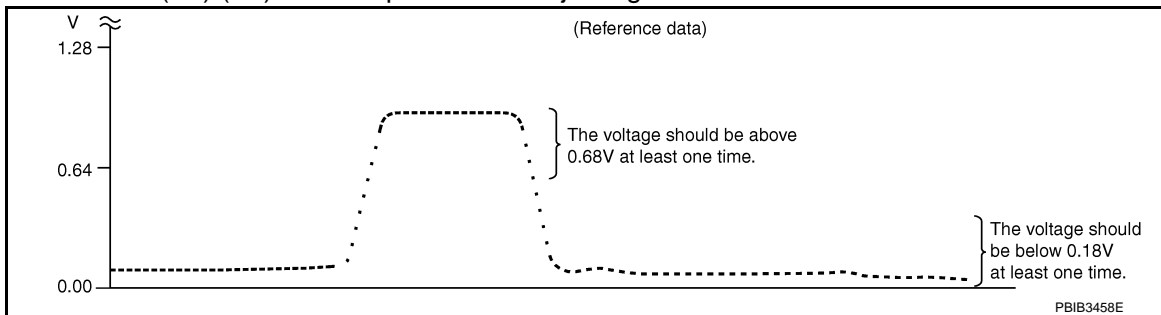 V
(Reference data)
1.28
The voltage should be above
0.68V at least one time.
0.64
The voltage should
be below 0.18V
at least one time.
0.00
PBIB3458E